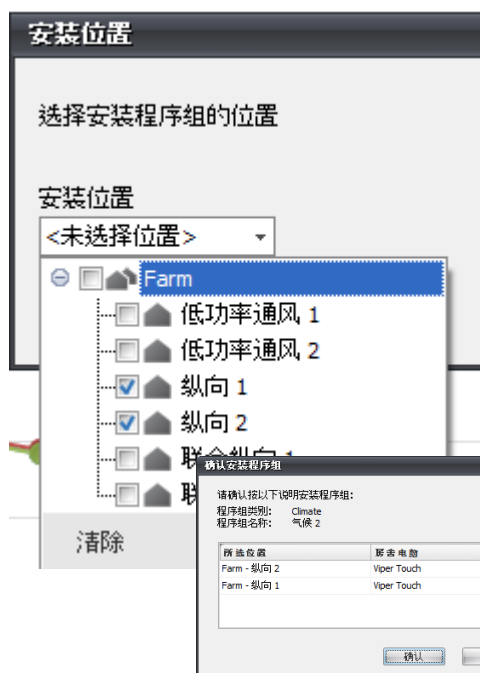 安装位置
选择安装程序组的位置
安装位置
<未选择位置>
Farm
低功率通风 1
低功率通风 2
纵向 1
纵向 2
清除
确认安装程序组
请确认按以下说明安装程序组:
程序组类别: Climate
程序组名称: 气候 2
所选位置
Farm - 纵向 2 Viper Touch
Farm - 纵向 1 Viper Touch
确认